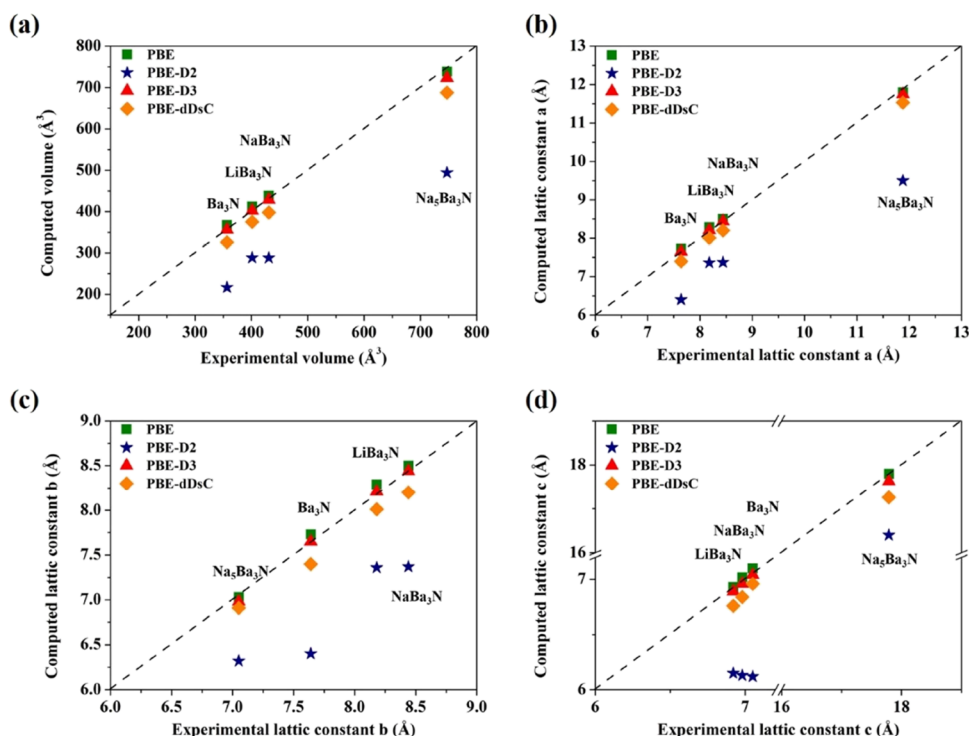 (a)
Computed volume (Å³)
800
700
600
500
400
300
200
PBE
PBE-D2
PBE-D3
PBE-dDsC
NaBa₃N
LiBa₃N
Ba₃N
Na₅Ba₃N
200 300 400 500 600 700 800
Experimental volume (Å³)
(b)
Computed lattic constant a (Å)
13
12
11
10
9
8
7
6
PBE
PBE-D2
PBE-D3
PBE-dDsC
NaBa₃N
LiBa₃N
Ba₃N
Na₅Ba₃N
6 7 8 9 10 11 12 13
Experimental lattic constant a (Å)
(c)
Computed lattic constant b (Å)
9.0
8.5
8.0
7.5
7.0
6.5
6.0
PBE
PBE-D2
PBE-D3
PBE-dDsC
LiBa₃N
Ba₃N
Na₅Ba₃N
NaBa₃N
6.0 6.5 7.0 7.5 8.0 8.5 9.0
Experimental lattic constant b (Å)
(d)
Computed lattic constant c (Å)
18
16
7
6
PBE
PBE-D2
PBE-D3
PBE-dDsC
Ba₃N
NaBa₃N
LiBa₃N
Na₅Ba₃N
6 7 16 18
Experimental lattic constant c (Å)